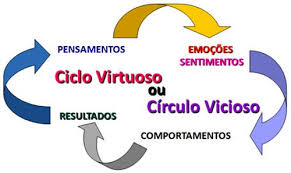 PENSAMENTOS
EMOÇÕES
SENTIMENTOS
Ciclo Virtuoso
ou
Círculo Vicioso
RESULTADOS
COMPORTAMENTOS